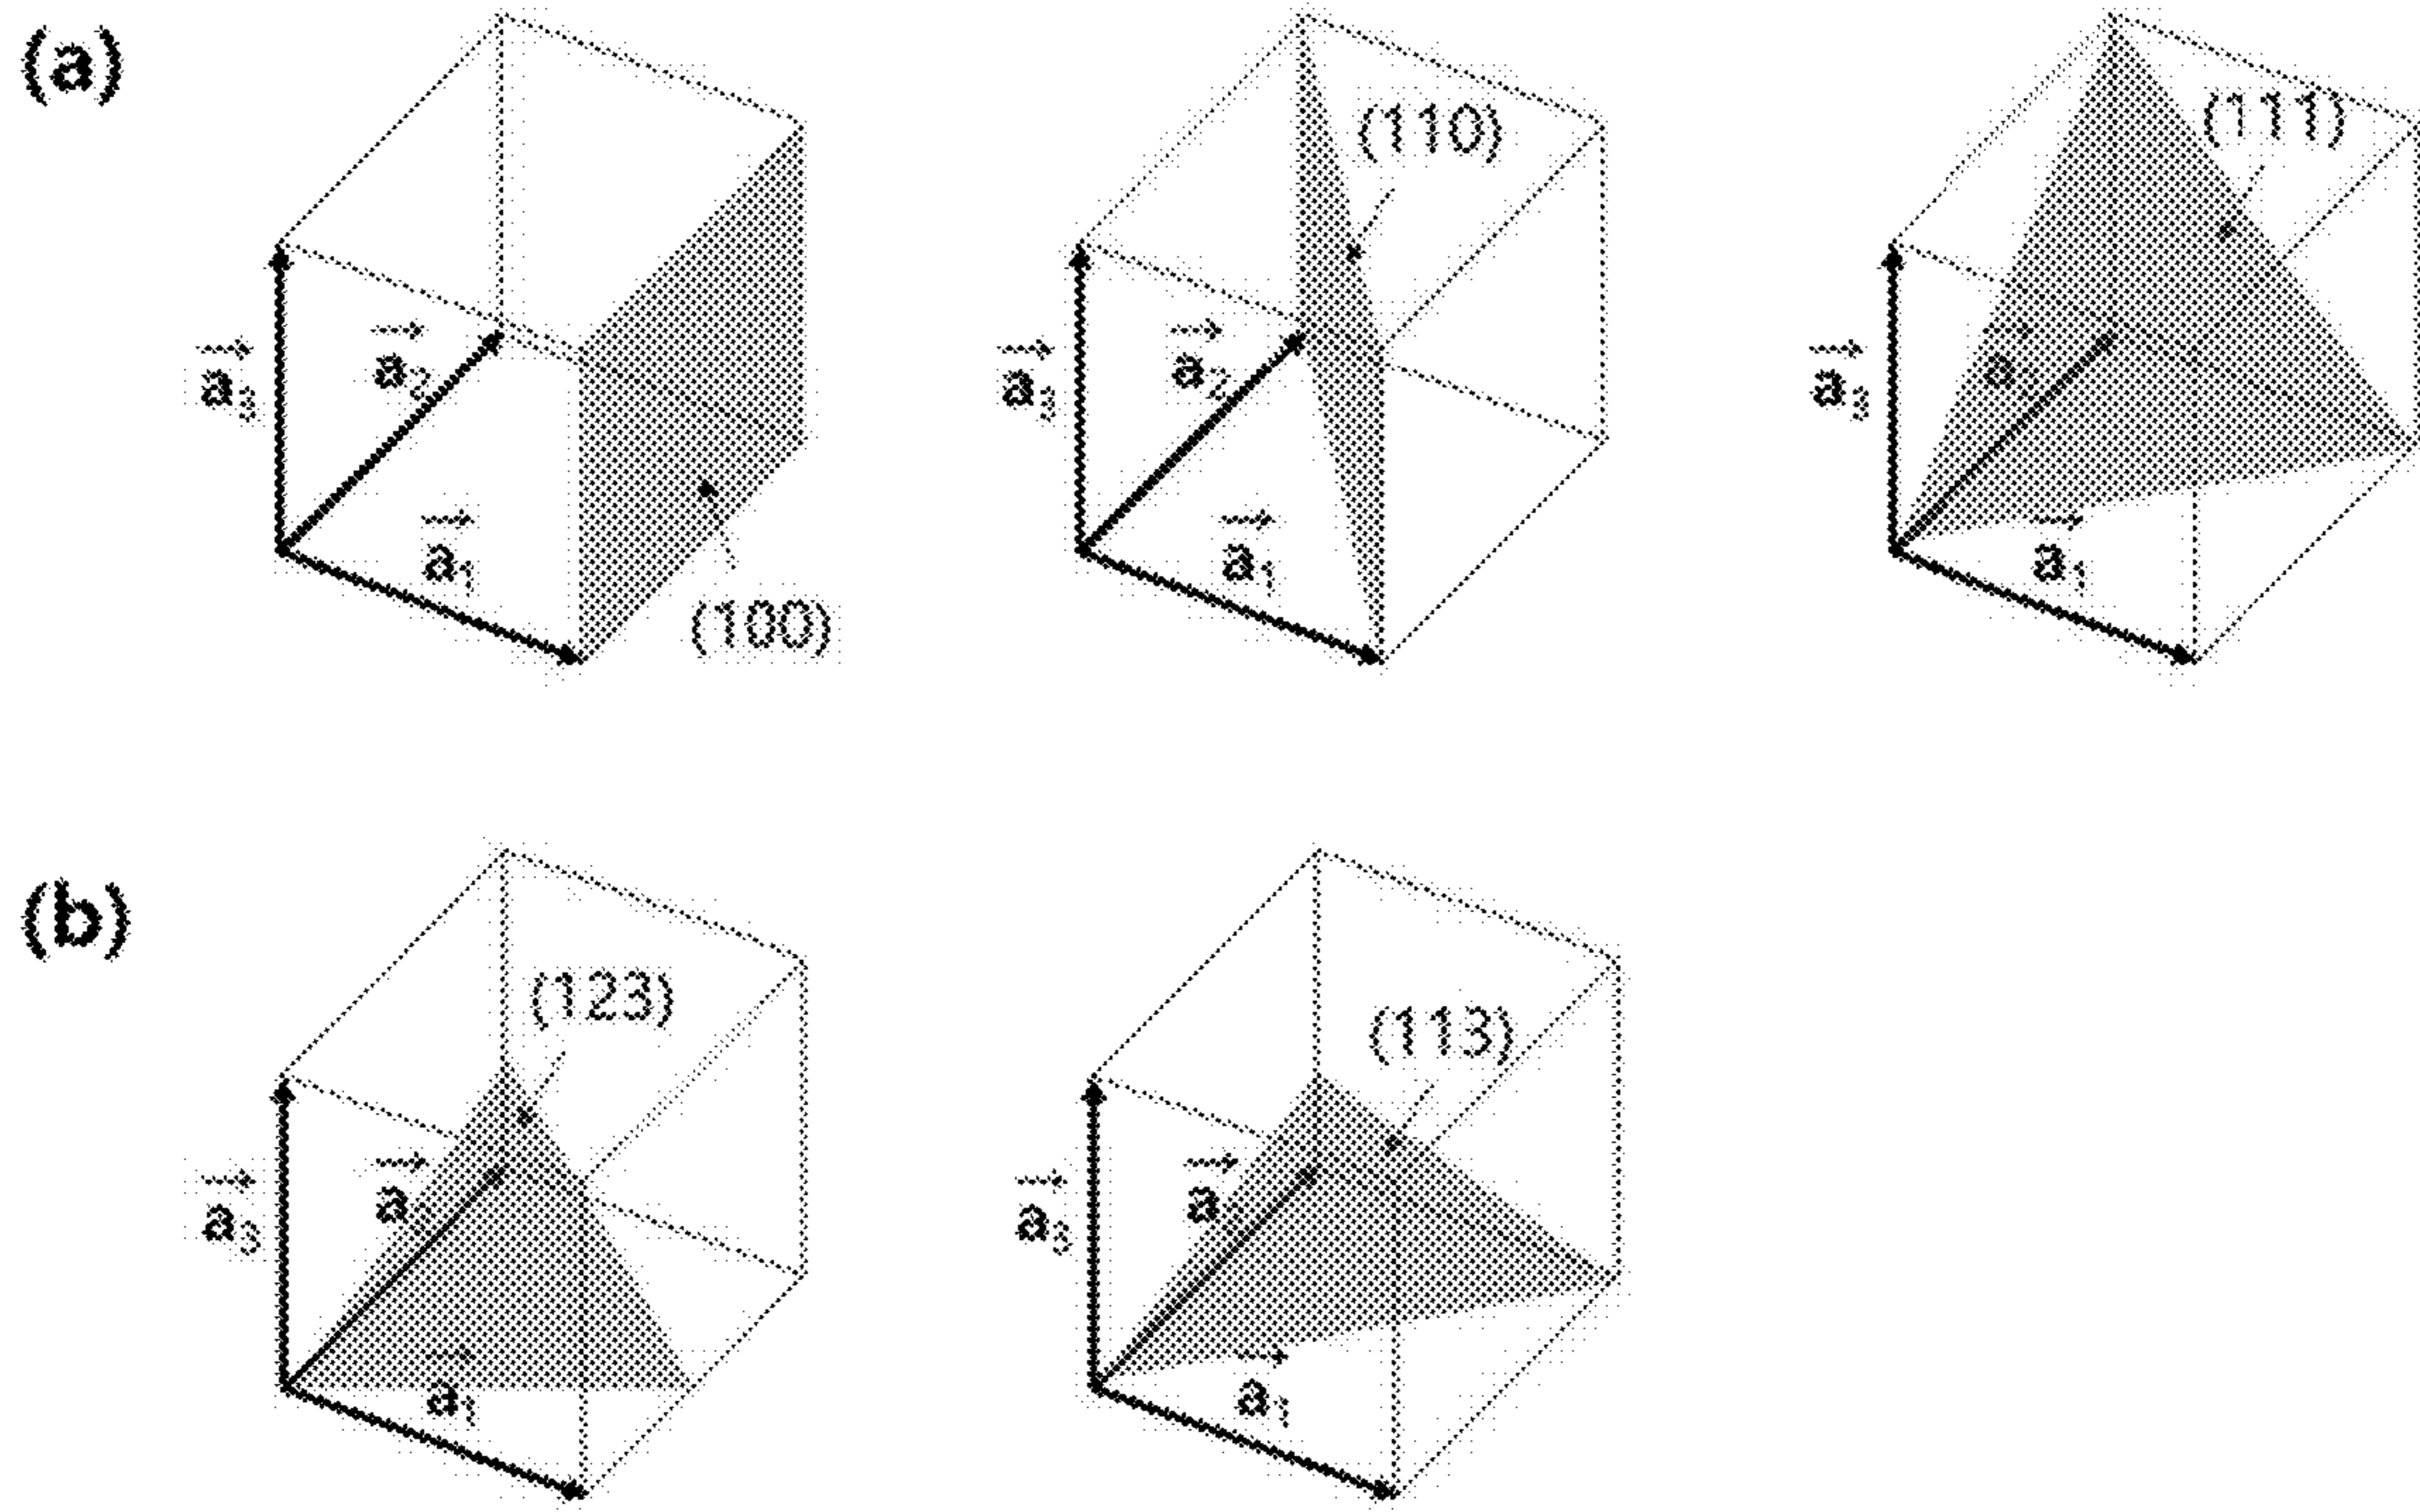 (a)
(110)
(111)
a₃
a₂
a₁
(100)
a₃
a₂
a₁
a₃
a
a₁
(b)
(123)
(113)
a₃
a
a₁
a₃
a
a₁